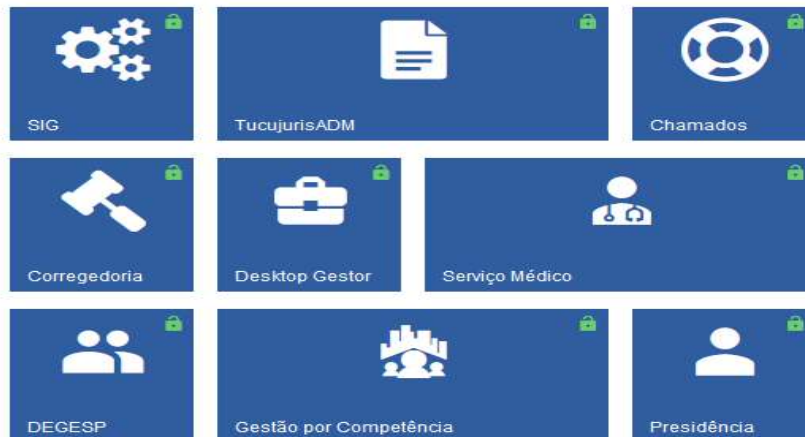 SIG
TucujurisADM
Chamados
Corregedoria
Desktop Gestor
Serviço Médico
DEGESP
Gestão por Competência
Presidência